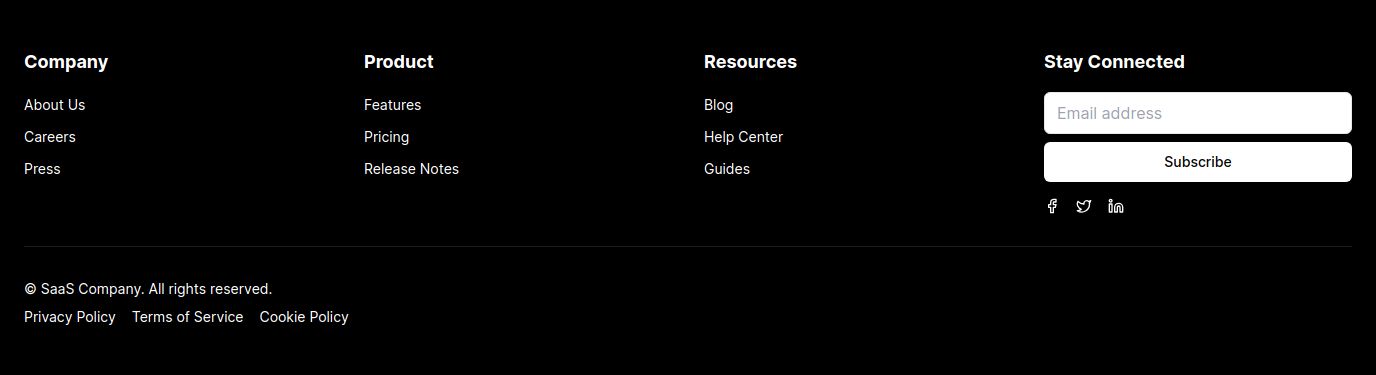 Company
About Us
Careers
Press
Product
Features
Pricing
Release Notes
Resources
Blog
Help Center
Guides
Stay Connected
Email address
Subscribe
© SaaS Company. All rights reserved.
Privacy Policy Terms of Service Cookie Policy